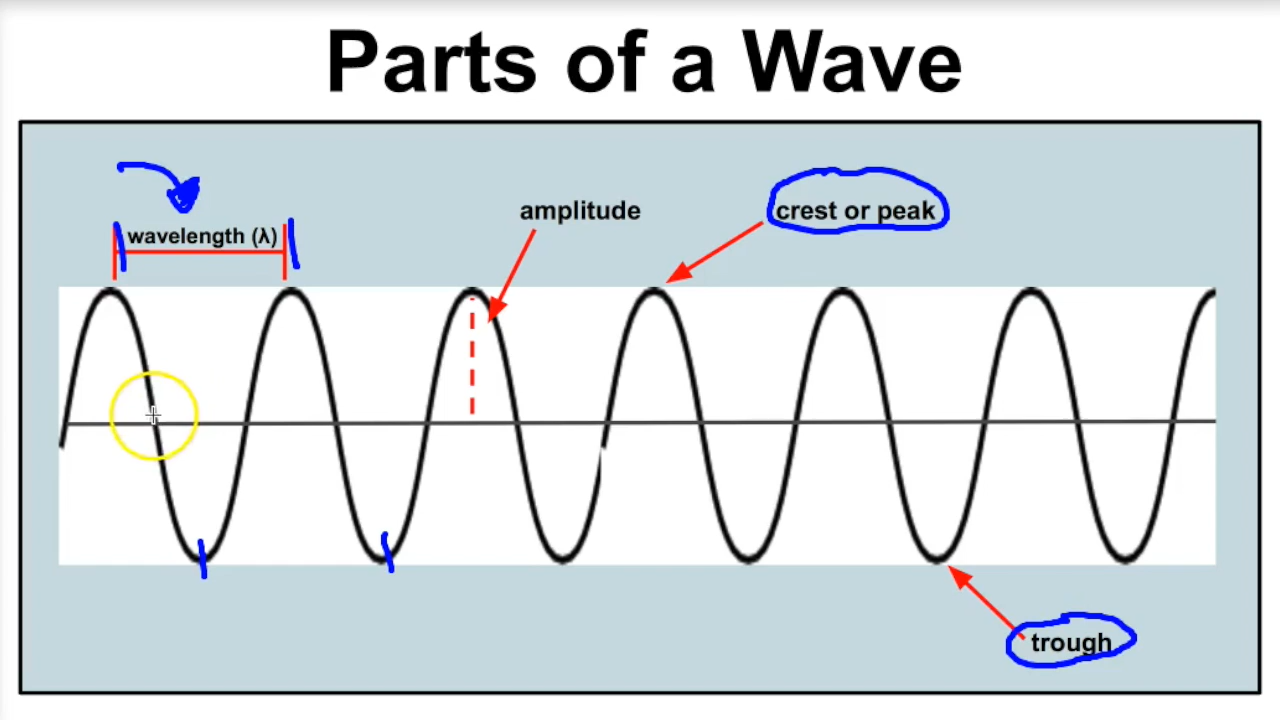 Parts of a Wave
amplitude
crest or peak
wavelength (λ)
trough